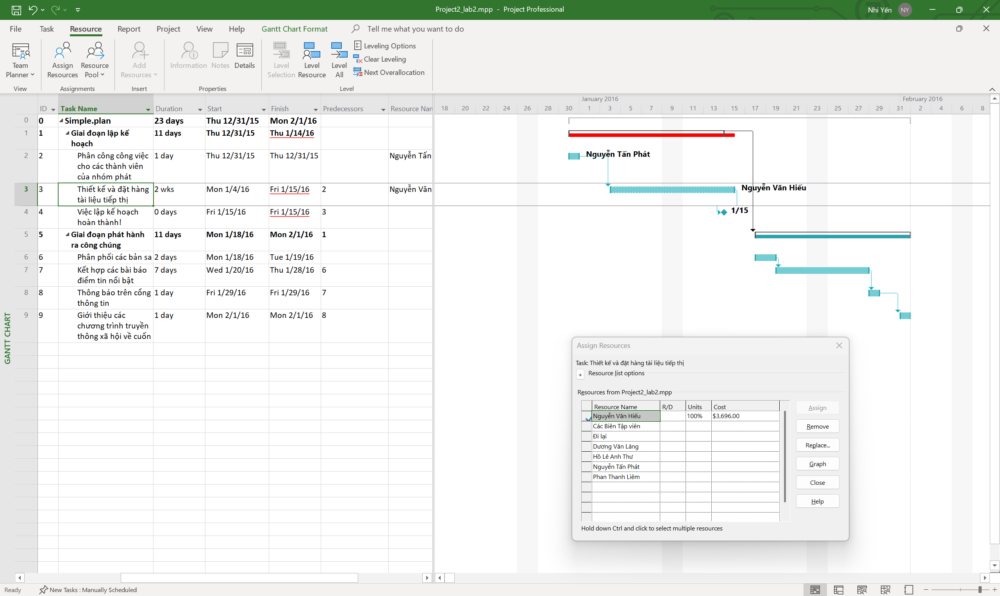 Project2_lab2.mpp - Project Professional
Nhi Yến NY
File Task Resource Report Project View Help Gantt Chart Format Tell me what you want to do
Team Planner
Assign Resources
Resource Pool
Add Resources
Information
Notes
Details
Level Selection
Level Resource
Level All
Leveling Options
Clear Leveling
Next Overallocation
View Assignments Insert Properties Level
January 2016 February 2016
ID Task Name Duration Start Finish Predecessors Resource Nan
18 20 22 24 26 28 30 1 3 5 7 9 11 13 15 17 19 21 23 25 27 29 31 2 4 6 8
0 0 Simple.plan 23 days Thu 12/31/15 Mon 2/1/16
1 1 Giai đoạn lập kế 11 days Thu 12/31/15 Thu 1/14/16
hoạch
2 2 Phân công công việc 1 day Thu 12/31/15 Thu 12/31/15 Nguyễn Tấn
cho các thành viên
của nhóm phát
Nguyễn Tấn Phát
3 3 Thiết kế và đặt hàng 2 wks Mon 1/4/16 Fri 1/15/16 2 Nguyễn Văn
tài liệu tiếp thị
Nguyễn Văn Hiếu
4 4 Việc lập kế hoạch 0 days Fri 1/15/16 Fri 1/15/16 3
hoàn thành!
1/15
5 5 Giai đoạn phát hành 11 days Mon 1/18/16 Mon 2/1/16 1
ra công chúng
6 6 Phân phối các bản sa 2 days Mon 1/18/16 Tue 1/19/16
7 7 Kết hợp các bài báo 7 days Wed 1/20/16 Thu 1/28/16 6
điểm tin nổi bật
8 8 Thông báo trên cổng 1 day Fri 1/29/16 Fri 1/29/16 7
thông tin
9 9 Giới thiệu các 1 day Mon 2/1/16 Mon 2/1/16 8
chương trình truyền
thông xã hội về cuốn
GANTT CHART
Assign Resources
Task: Thiết kế và đặt hàng tài liệu tiếp thị
+ Resource list options
Resources from Project2_lab2.mpp
Resource Name R/D Units Cost
Nguyễn Văn Hiếu 100% $3,696.00
Các Biên Tập viên
Đi lại
Dương Văn Lăng
Hồ Lê Anh Thư
Nguyễn Tấn Phát
Phan Thanh Liêm
Assign
Remove
Replace...
Graph
Close
Help
Hold down Ctrl and click to select multiple resources
Ready New Tasks : Manually Scheduled